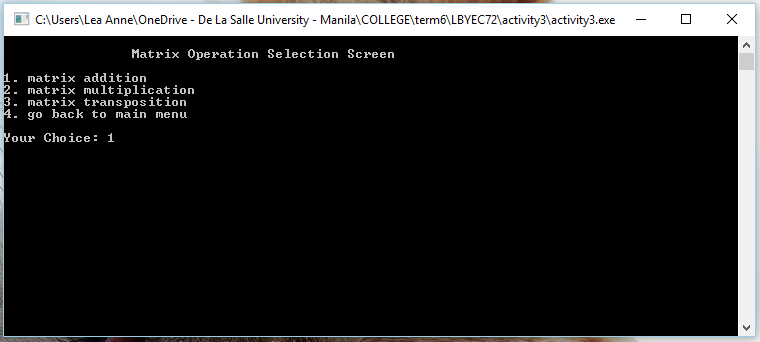 C:\Users\Lea Anne\OneDrive - De La Salle University - Manila\COLLEGE\term6\LBYEC72\activity3\activity3.exe
Matrix Operation Selection Screen
1. matrix addition
2. matrix multiplication
3. matrix transposition
4. go back to main menu
Your Choice: 1